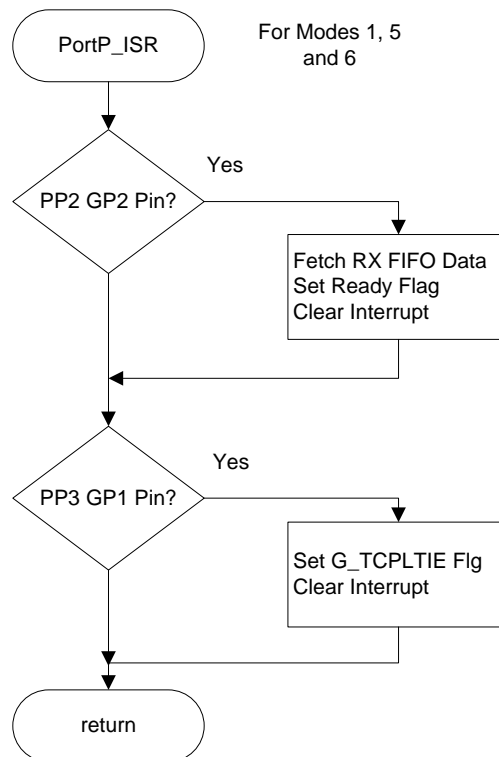 PortP_ISR
For Modes 1, 5
and 6
Yes
PP2 GP2 Pin?
Fetch RX FIFO Data
Set Ready Flag
Clear Interrupt
Yes
PP3 GP1 Pin?
Set G_TCPLTIE Flg
Clear Interrupt
return